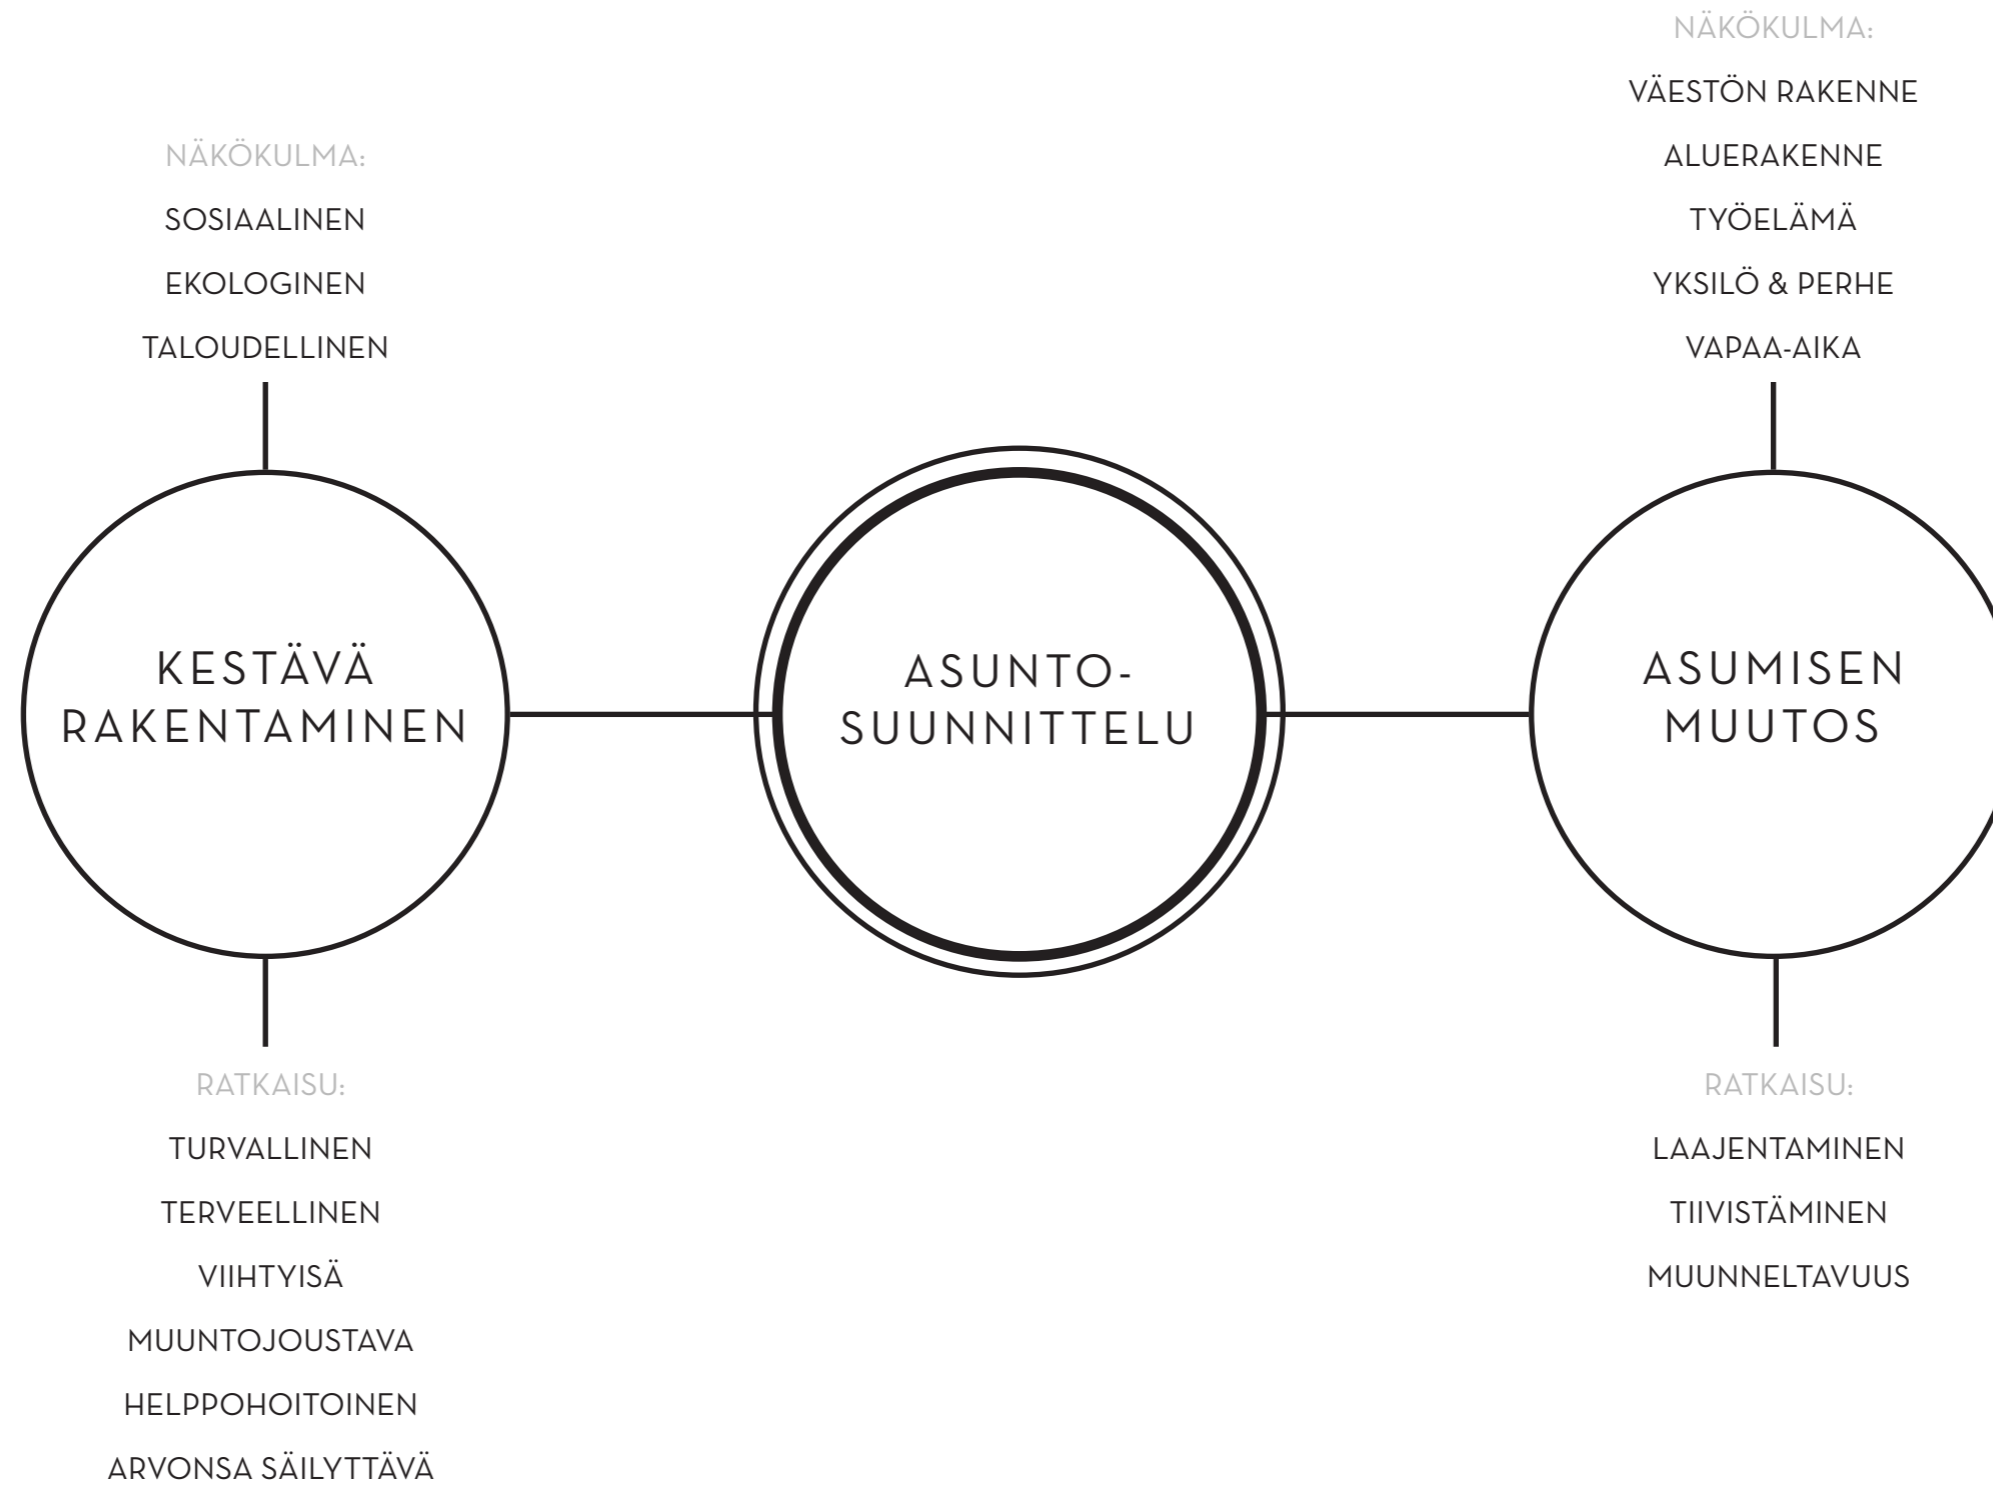 NÄKÖKULMA:
SOSIAALINEN
EKOLOGINEN
TALOUDELLINEN
KESTÄVÄ
RAKENTAMINEN
RATKAISU:
TURVALLINEN
TERVEELLINEN
VIIHTYISÄ
MUUNTOJOUSTAVA
HELPPOHOITOINEN
ARVONSA SÄILYTTÄVÄ
ASUNTO-
SUUNNITTELU
NÄKÖKULMA:
VÄESTÖN RAKENNE
ALUERAKENNE
TYÖELÄMÄ
YKSILÖ & PERHE
VAPAA-AIKA
ASUMISEN
MUUTOS
RATKAISU:
LAAJENTAMINEN
TIIVISTÄMINEN
MUUNNELTAVUUS